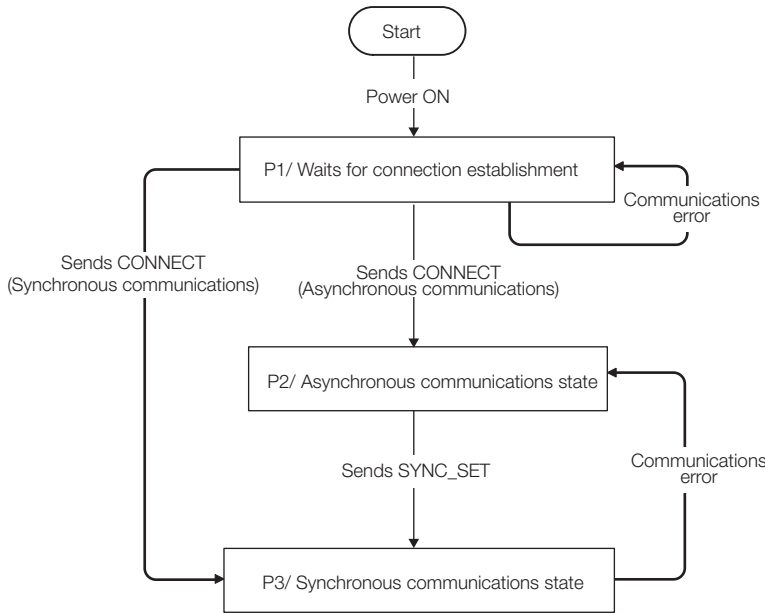 Start
Power ON
P1/ Waits for connection establishment
Communications
error
Sends CONNECT
(Synchronous communications)
Sends CONNECT
(Asynchronous communications)
P2/ Asynchronous communications state
Sends SYNC_SET
Communications
error
P3/ Synchronous communications state